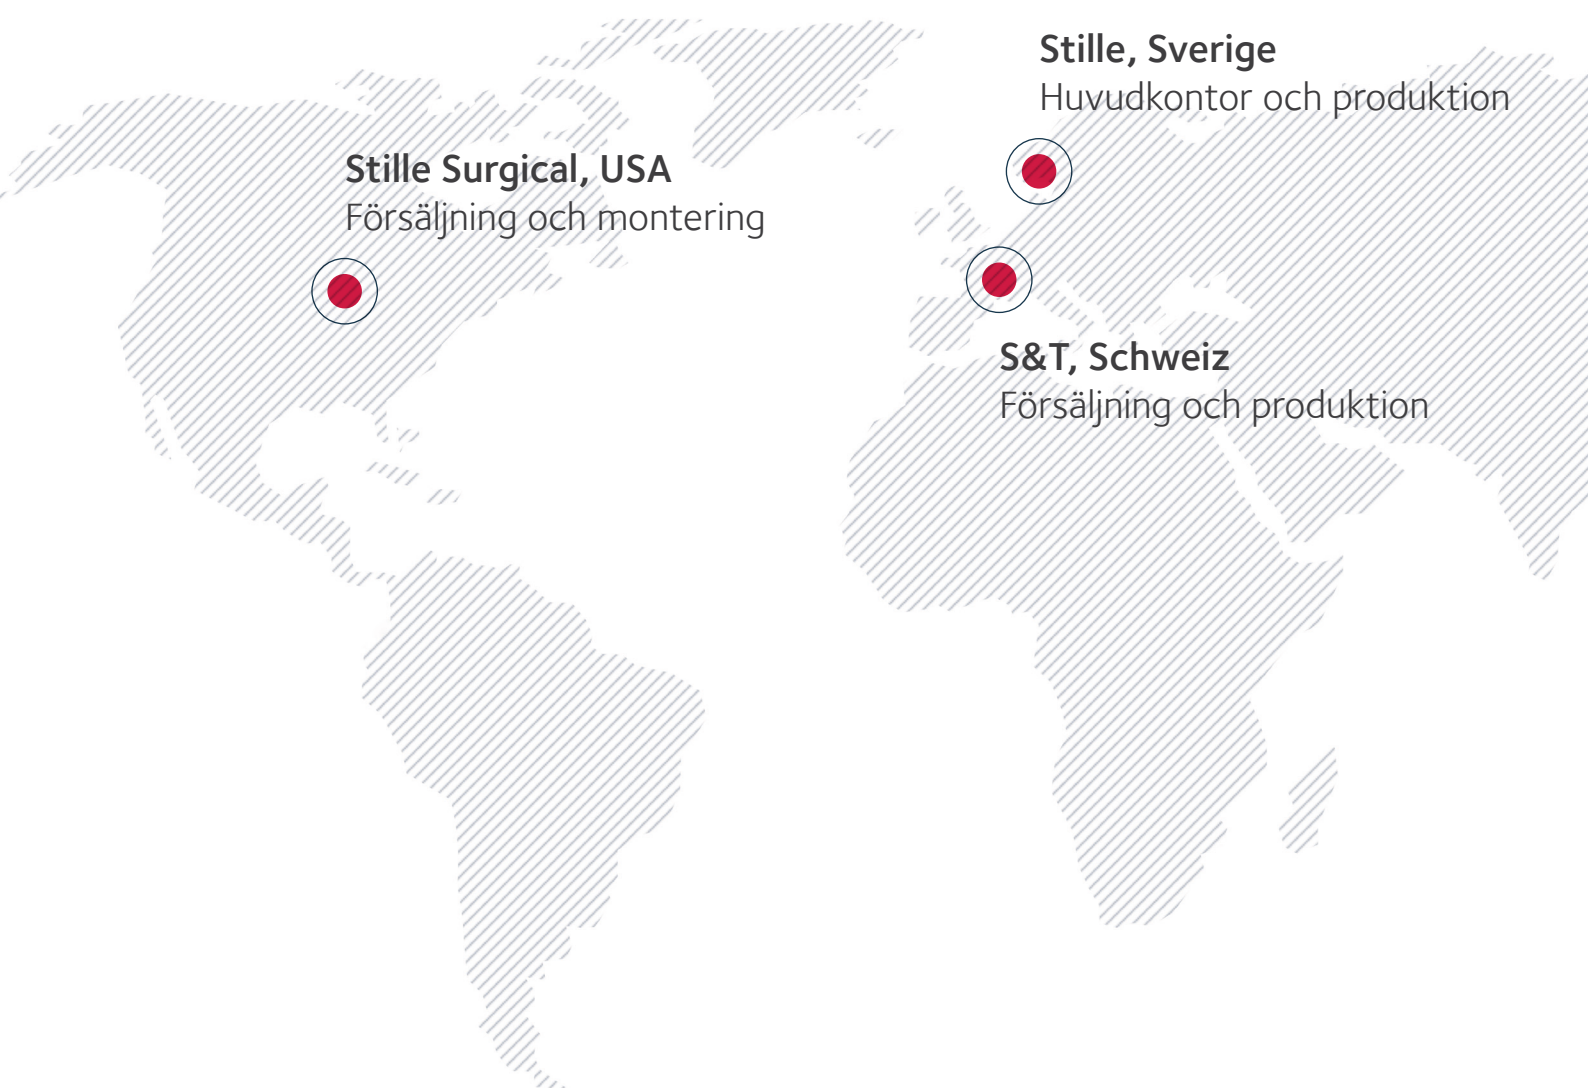 Stille, Sverige
Huvudkontor och produktion
Stille Surgical, USA
Försäljning och montering
S&T, Schweiz
Försäljning och produktion